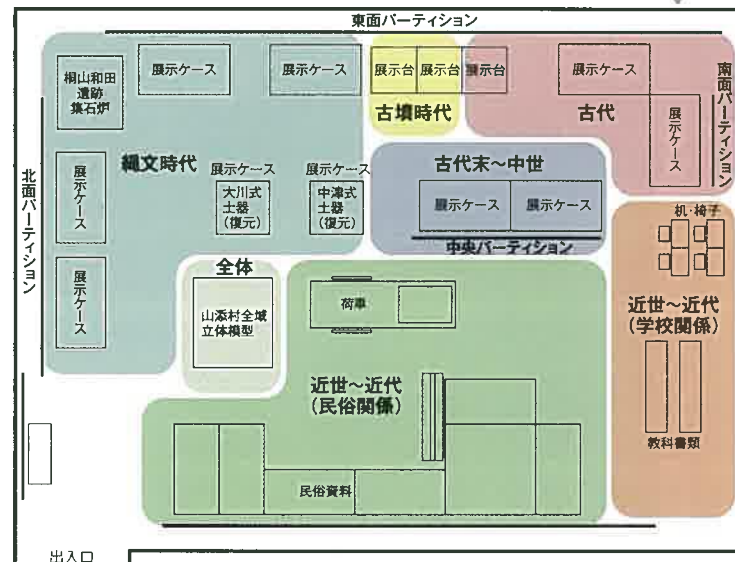 東面パーティション
桐山和田
遺跡
集石炉
展示ケース
展示ケース
展示台
展示台
展示台
展示ケース
南面パーティション
古墳時代
古代
展示ケース
北面パーティション
縄文時代
展示ケース
展示ケース
大川式
土器
(復元)
展示ケース
中津式
土器
(復元)
古代末～中世
展示ケース
展示ケース
中央パーティション
机・椅子
展示ケース
全体
山添村全域
立体模型
荷車
近世～近代
(学校関係)
近世～近代
(民俗関係)
教科書類
民俗資料
出入口